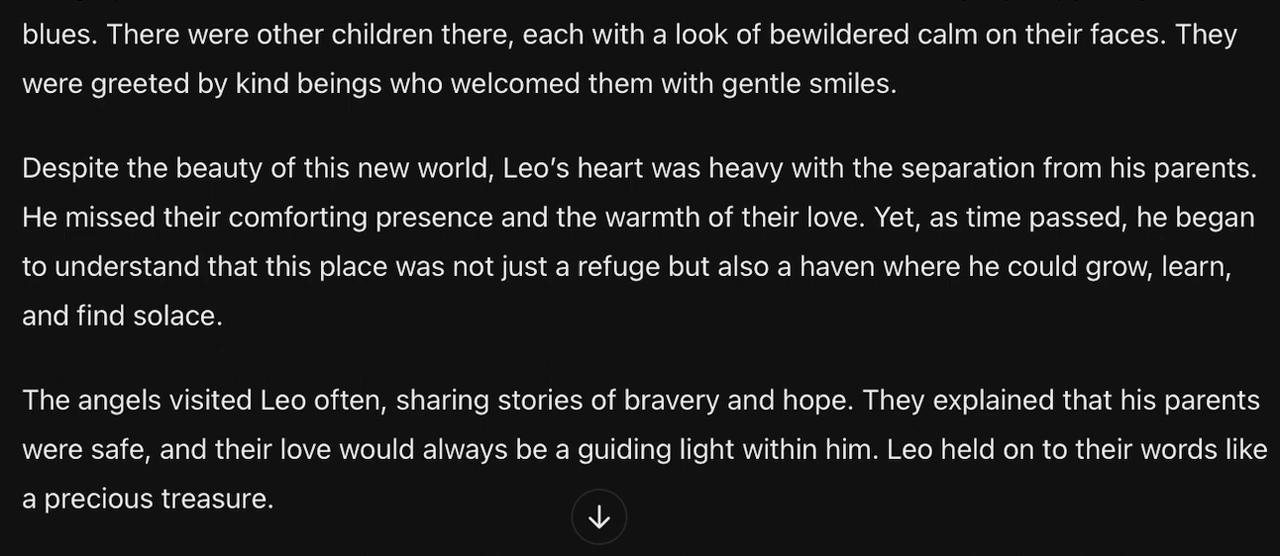 blues. There were other children there, each with a look of bewildered calm on their faces. They
were greeted by kind beings who welcomed them with gentle smiles.
Despite the beauty of this new world, Leo’s heart was heavy with the separation from his parents.
He missed their comforting presence and the warmth of their love. Yet, as time passed, he began
to understand that this place was not just a refuge but also a haven where he could grow, learn,
and find solace.
The angels visited Leo often, sharing stories of bravery and hope. They explained that his parents
were safe, and their love would always be a guiding light within him. Leo held on to their words like
a precious treasure.